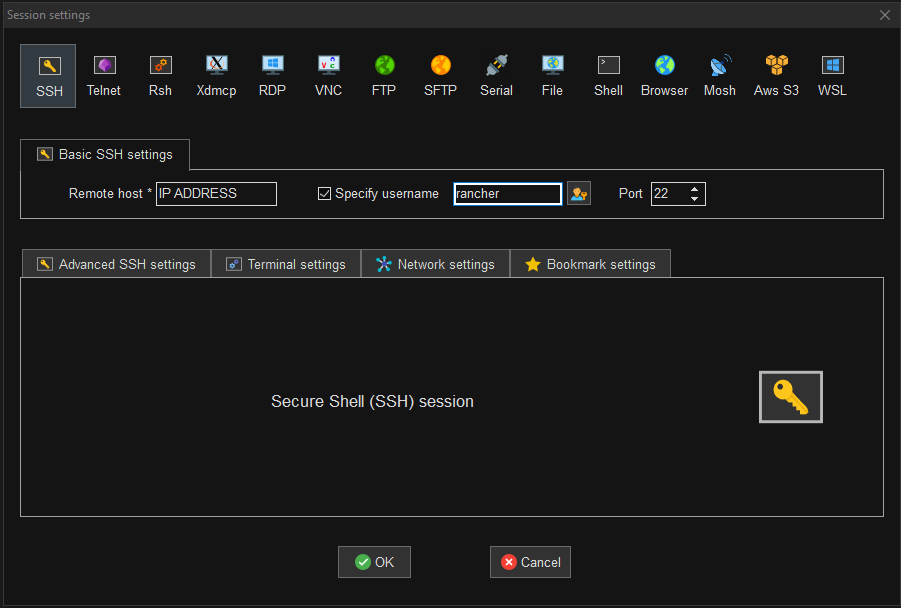 Session settings
SSH Telnet Rsh Xdmcp RDP VNC FTP SFTP Serial File Shell Browser Mosh Aws S3 WSL
Basic SSH settings
Remote host * IP ADDRESS Specify username rancher Port 22
Advanced SSH settings Terminal settings Network settings Bookmark settings
Secure Shell (SSH) session
OK Cancel